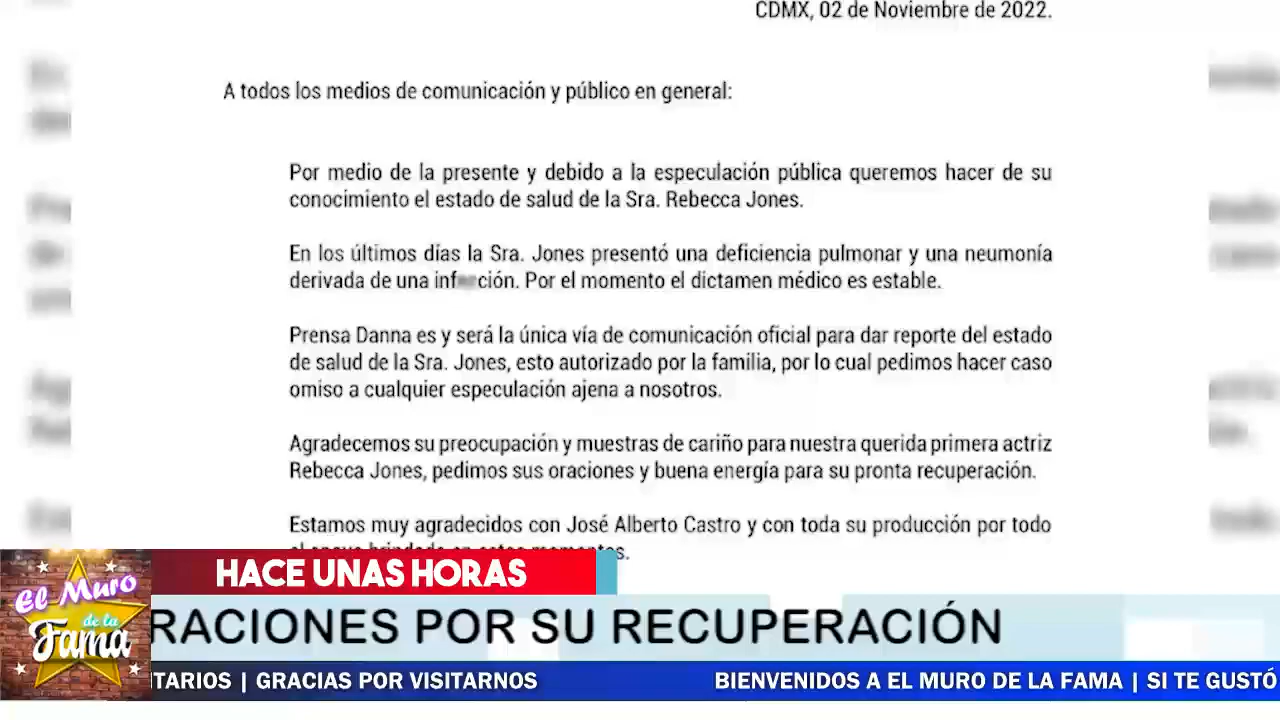 CDMX, 02 de Noviembre de 2022.
A todos los medios de comunicación y público en general:
Por medio de la presente y debido a la especulación pública queremos hacer de su
conocimiento el estado de salud de la Sra. Rebecca Jones.
En los últimos días la Sra. Jones presentó una deficiencia pulmonar y una neumonía
derivada de una ción. Por el momento el dictamen médico es estable.
Prensa Danna es y será la única vía de comunicación oficial para dar reporte del estado
de salud de la Sra. Jones, esto autorizado por la familia, por lo cual pedimos hacer caso
omiso a cualquier especulación ajena a nosotros.
Agradecemos su preocupación y muestras de cariño para nuestra querida primera actriz
Rebecca Jones, pedimos sus oraciones y buena energía para su pronta recuperación.
Estamos muy agradecidos con José Alberto Castro y con toda su producción por todo
HACE UNAS HORAS
El Muro
de la
Fama
RACIONES POR SU RECUPERACIÓN
TARIOS | GRACIAS POR VISITARNOS BIENVENIDOS A EL MURO DE LA FAMA | SI TE GUSTÓ